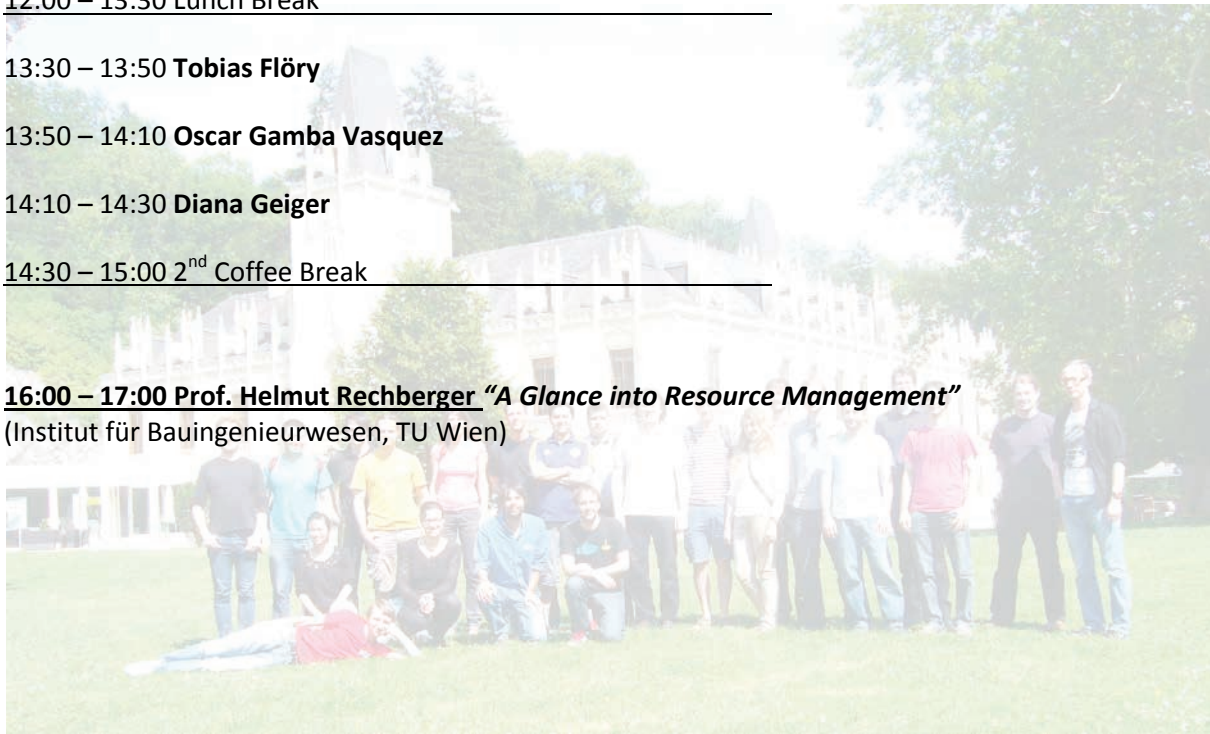 12:00 – 13:30 Lunch Break
13:30 – 13:50 Tobias Flöry
13:50 – 14:10 Oscar Gamba Vasquez
14:10 – 14:30 Diana Geiger
14:30 – 15:00 2nd Coffee Break
16:00 – 17:00 Prof. Helmut Rechberger “A Glance into Resource Management”
(Institut für Bauingenieurwesen, TU Wien)